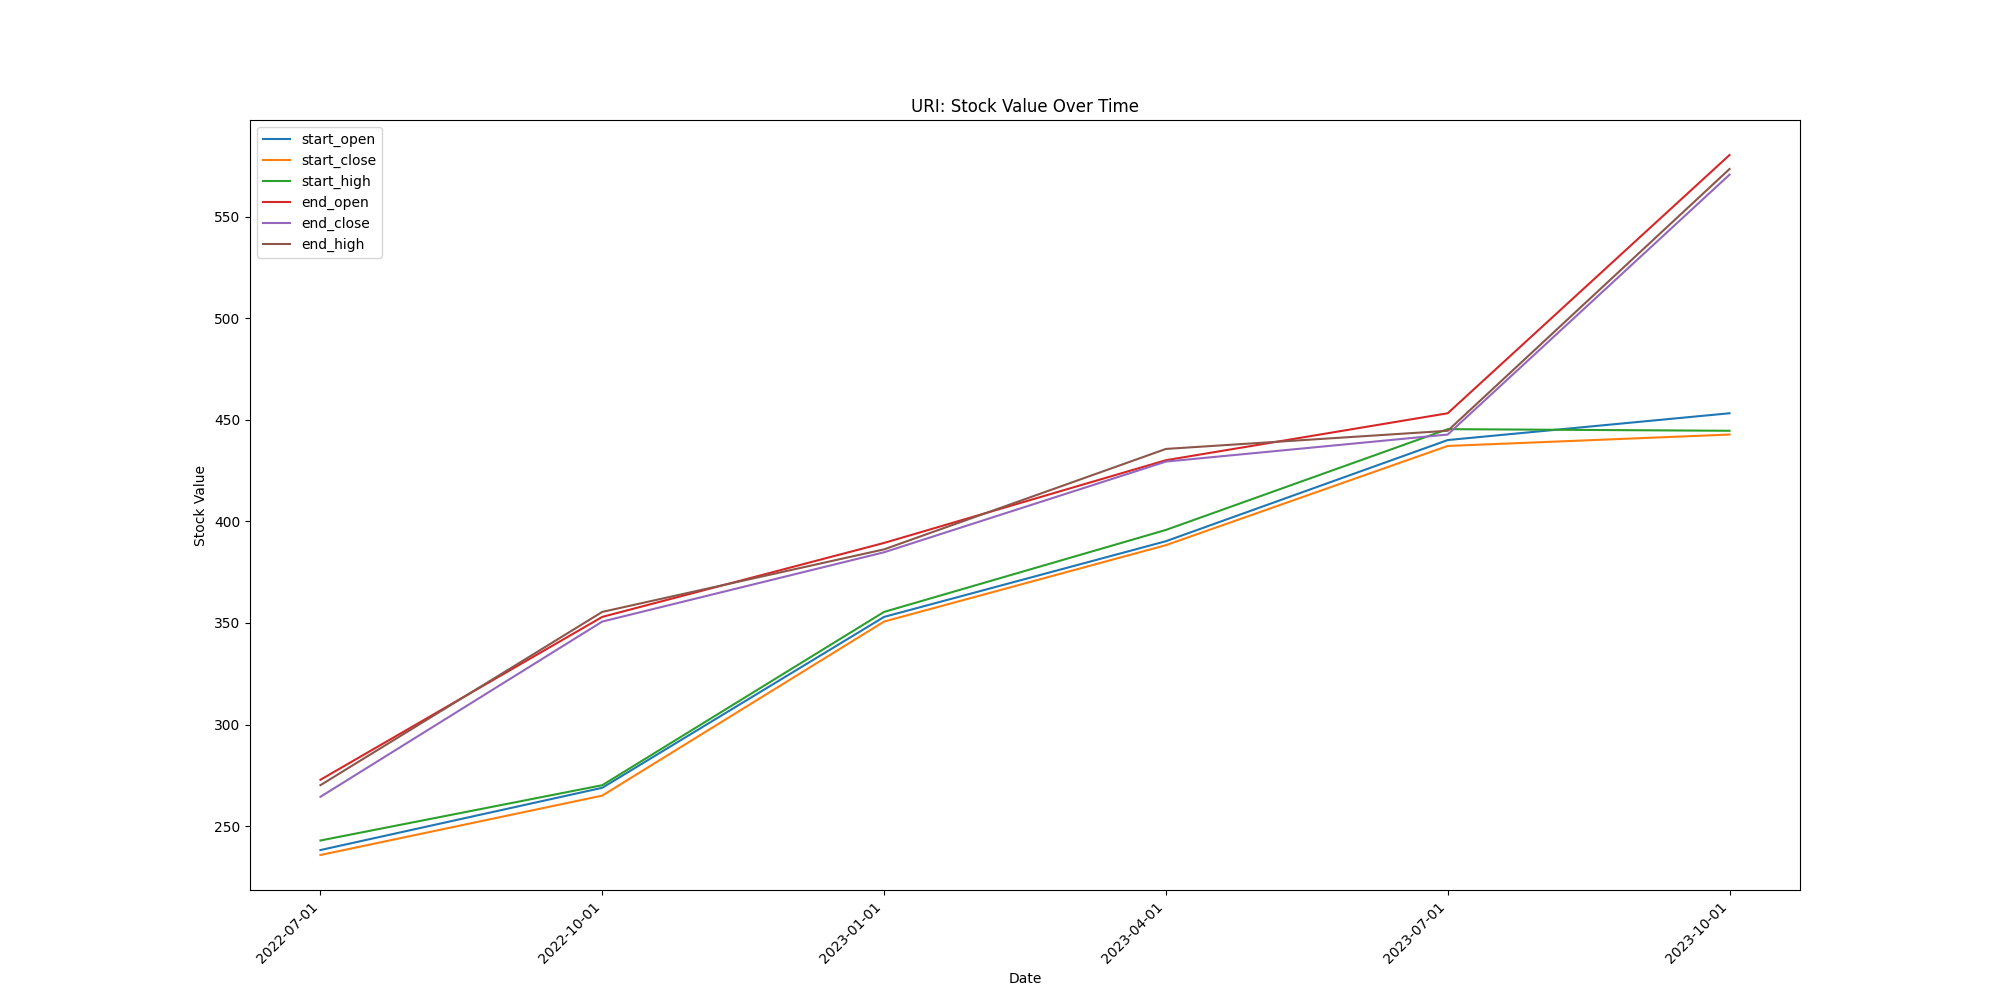 URI: Stock Value Over Time
start_open
start_close
start_high
end_open
end_close
end_high
550
500
450
400
350
300
250
Stock Value
2022-07-01
2022-10-01
2023-01-01
2023-04-01
2023-07-01
2023-10-01
Date